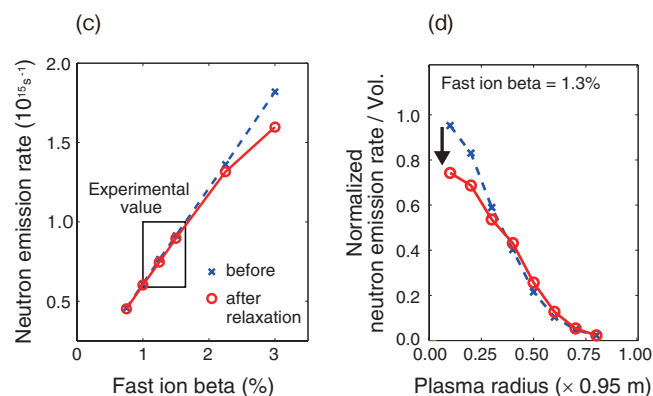 (c)
Neutron emission rate (10¹⁵s⁻¹)
2.0
1.5
1.0
0.5
Experimental
value
before
after
relaxation
0
1
2
3
Fast ion beta (%)
(d)
Normalized
neutron emission rate / Vol.
Fast ion beta = 1.3%
1.0
0.8
0.6
0.4
0.2
0.0
0.00
0.25
0.50
0.75
1.00
Plasma radius (× 0.95 m)